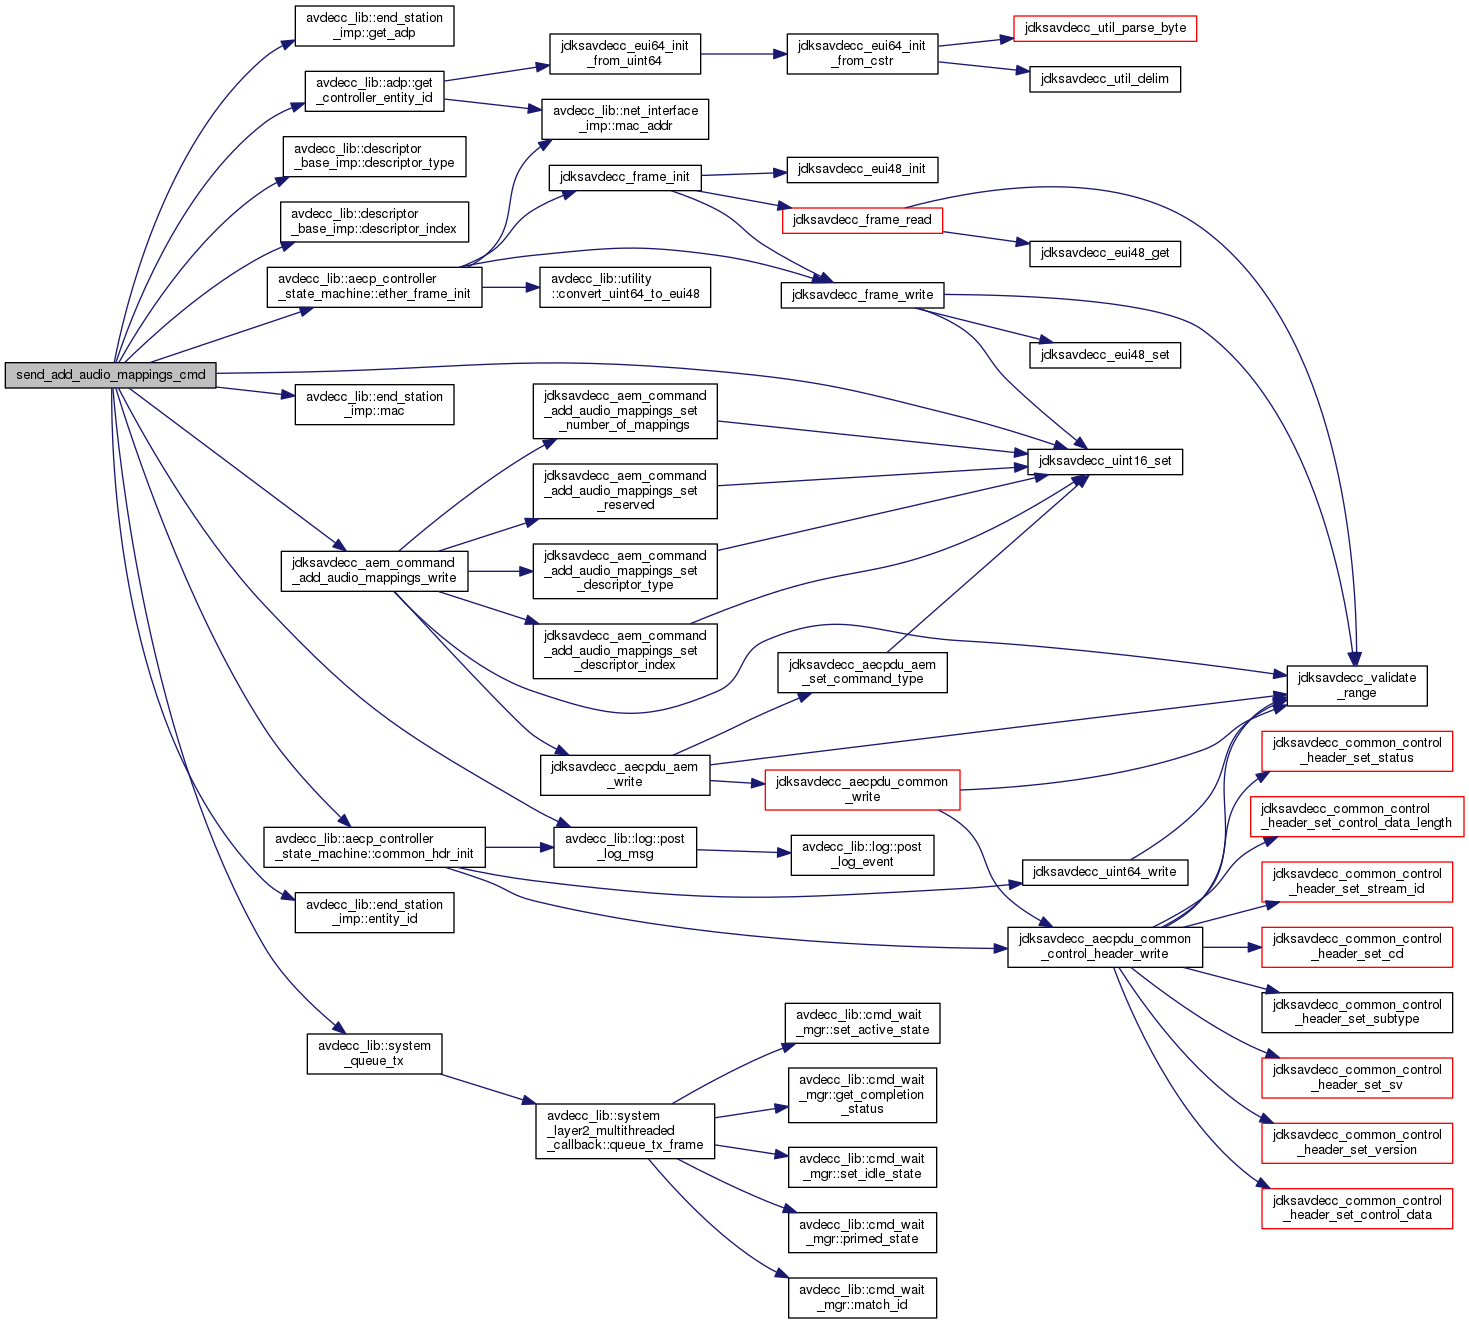 send_add_audio_mappings_cmd
avdecc_lib::end_station
_imp::get_adp
avdecc_lib::adp::get
_controller_entity_id
avdecc_lib::descriptor
_base_imp::descriptor_type
avdecc_lib::descriptor
_base_imp::descriptor_index
avdecc_lib::aecp_controller
_state_machine::ether_frame_init
avdecc_lib::end_station
_imp::mac
jdksavdecc_aem_command
_add_audio_mappings_write
avdecc_lib::aecp_controller
_state_machine::common_hdr_init
avdecc_lib::end_station
_imp::entity_id
avdecc_lib::system
_queue_tx
jdksavdecc_eui64_init
_from_uint64
avdecc_lib::net_interface
_imp::mac_addr
jdksavdecc_frame_init
avdecc_lib::utility
::convert_uint64_to_eui48
jdksavdecc_aem_command
_add_audio_mappings_set
_number_of_mappings
jdksavdecc_aem_command
_add_audio_mappings_set
_reserved
jdksavdecc_aem_command
_add_audio_mappings_set
_descriptor_type
jdksavdecc_aem_command
_add_audio_mappings_set
_descriptor_index
jdksavdecc_aecpdu_aem
_write
avdecc_lib::log::post
_log_msg
avdecc_lib::system
_layer2_multithreaded
_callback::queue_tx_frame
jdksavdecc_eui64_init
_from_cstr
jdksavdecc_eui48_init
jdksavdecc_frame_read
jdksavdecc_frame_write
jdksavdecc_aecpdu_aem
_set_command_type
jdksavdecc_aecpdu_common
_write
avdecc_lib::log::post
_log_event
avdecc_lib::cmd_wait
_mgr::set_active_state
avdecc_lib::cmd_wait
_mgr::get_completion
_status
avdecc_lib::cmd_wait
_mgr::set_idle_state
avdecc_lib::cmd_wait
_mgr::primed_state
avdecc_lib::cmd_wait
_mgr::match_id
jdksavdecc_util_parse_byte
jdksavdecc_util_delim
jdksavdecc_eui48_get
jdksavdecc_eui48_set
jdksavdecc_uint16_set
jdksavdecc_uint64_write
jdksavdecc_aecpdu_common
_control_header_write
jdksavdecc_validate
_range
jdksavdecc_common_control
_header_set_status
jdksavdecc_common_control
_header_set_control_data_length
jdksavdecc_common_control
_header_set_stream_id
jdksavdecc_common_control
_header_set_cd
jdksavdecc_common_control
_header_set_subtype
jdksavdecc_common_control
_header_set_sv
jdksavdecc_common_control
_header_set_version
jdksavdecc_common_control
_header_set_control_data